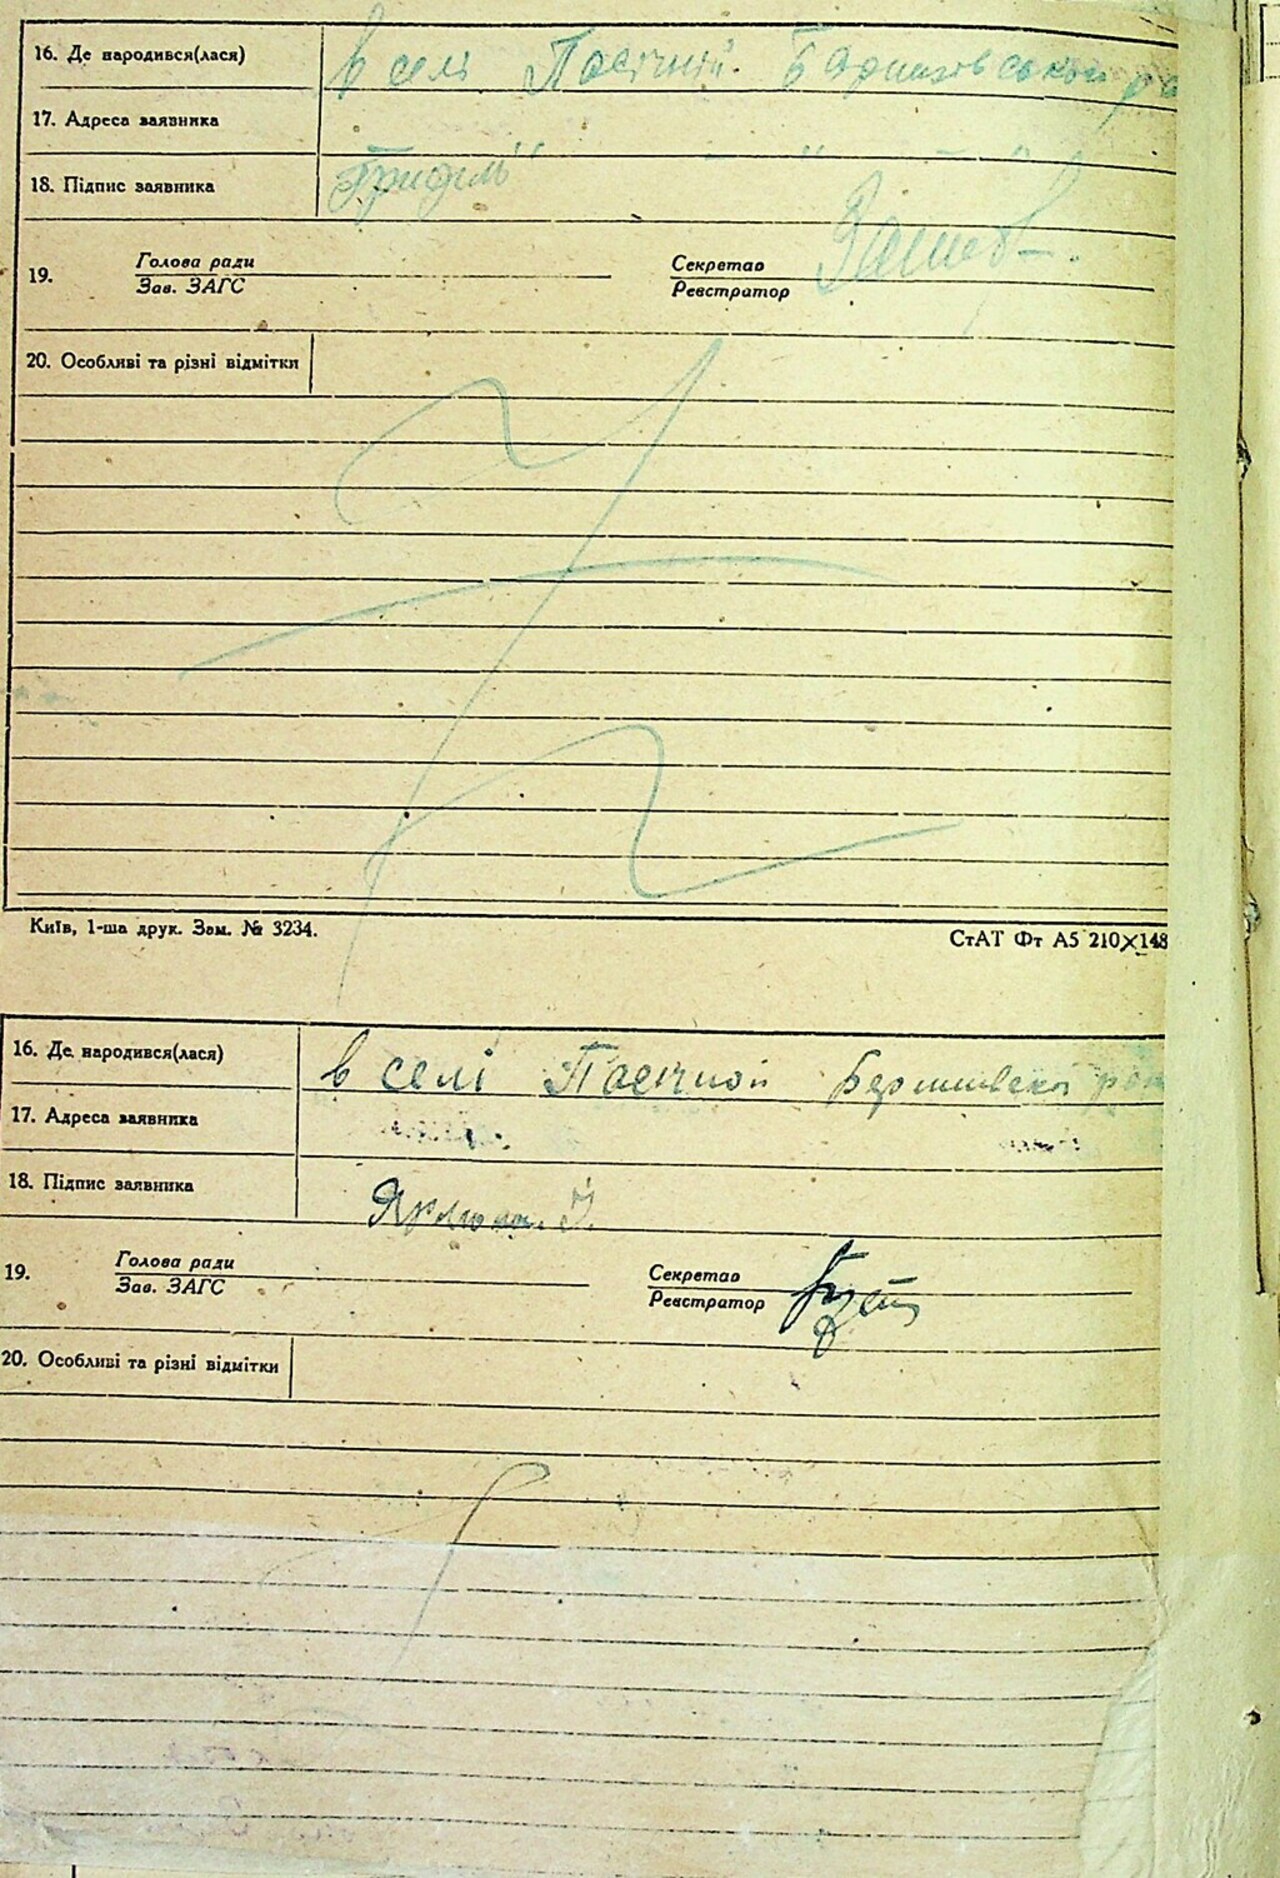 16. Де народився(лася) в селі Пасічній
17. Адреса заявника
18. Підпис заявника
19. Голова ради Секретар
Зав. ЗАГС Реєстратор
20. Особливі та різні відмітки
Київ, 1-ша друк. Зам. № 3234. СтАТ Фт А5 210×148
16. Де народився(лася) в селі Пасічной
17. Адреса заявника
18. Підпис заявника
19. Голова ради Секретар
Зав. ЗАГС Реєстратор
20. Особливі та різні відмітки